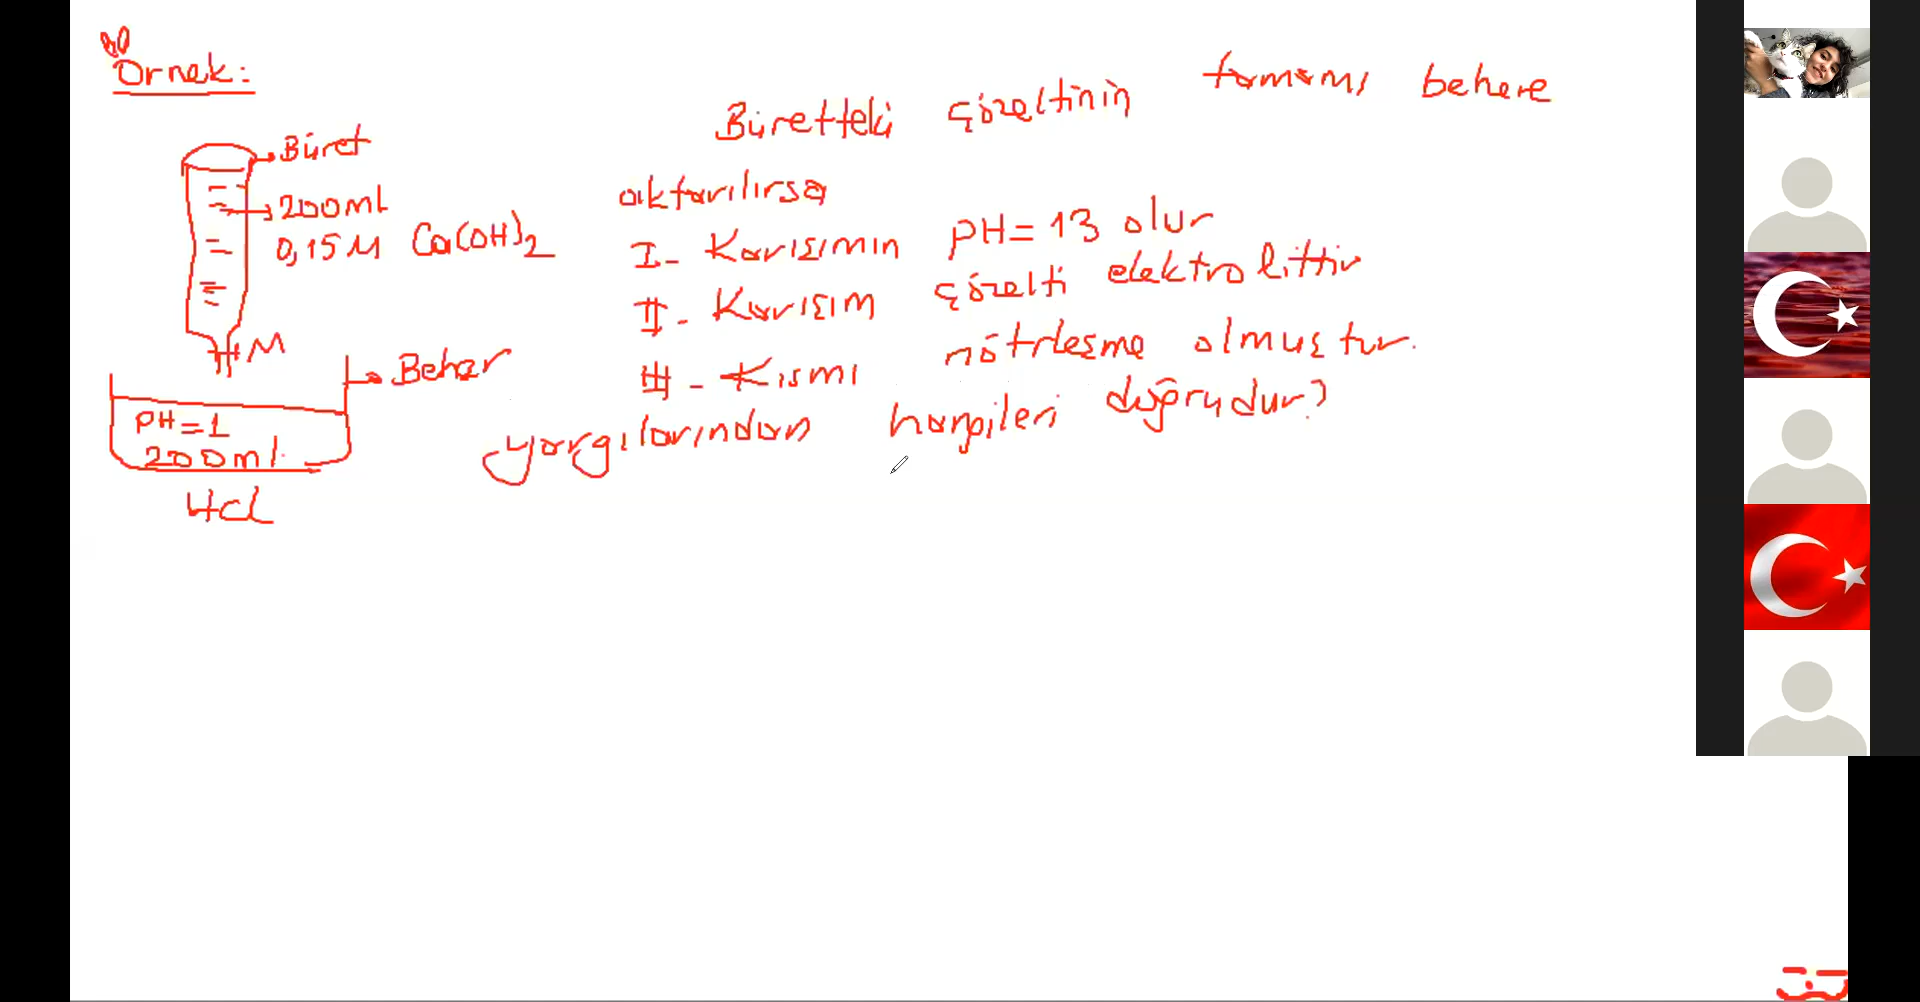 Örnek:
Büretteki çözeltinin tamamı behere
aktarılırsa
I- Karışımın PH=13 olur
II- Karışım çözelti elektrolittir
III- Kısmi nötrleşme olmuştur.
yargılarından hangileri doğrudur?
Büret
200ml
0,15M Ca(OH)2
M
Beher
PH=1
200ml.
HCl